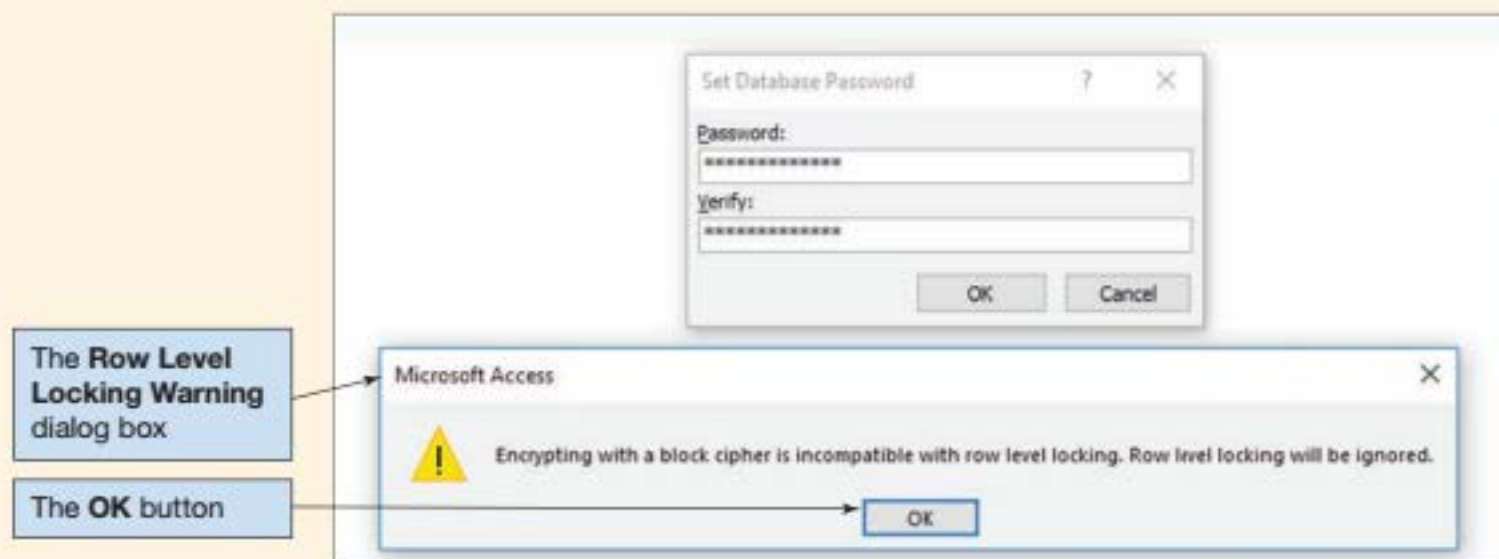 Set Database Password ?
Password:
*************
Verify:
*************
OK Cancel
The Row Level
Locking Warning
dialog box
Microsoft Access
Encrypting with a block cipher is incompatible with row level locking. Row level locking will be ignored.
The OK button
OK